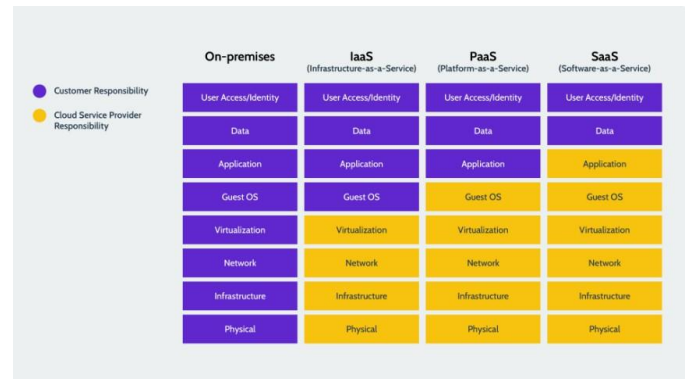 On-premises
IaaS
(Infrastructure-as-a-Service)
PaaS
(Platform-as-a-Service)
SaaS
(Software-as-a-Service)
Customer Responsibility
Cloud Service Provider
Responsibility
User Access/Identity
User Access/Identity
User Access/Identity
User Access/Identity
Data
Data
Data
Data
Application
Application
Application
Application
Guest OS
Guest OS
Guest OS
Guest OS
Virtualization
Virtualization
Virtualization
Virtualization
Network
Network
Network
Network
Infrastructure
Infrastructure
Infrastructure
Infrastructure
Physical
Physical
Physical
Physical